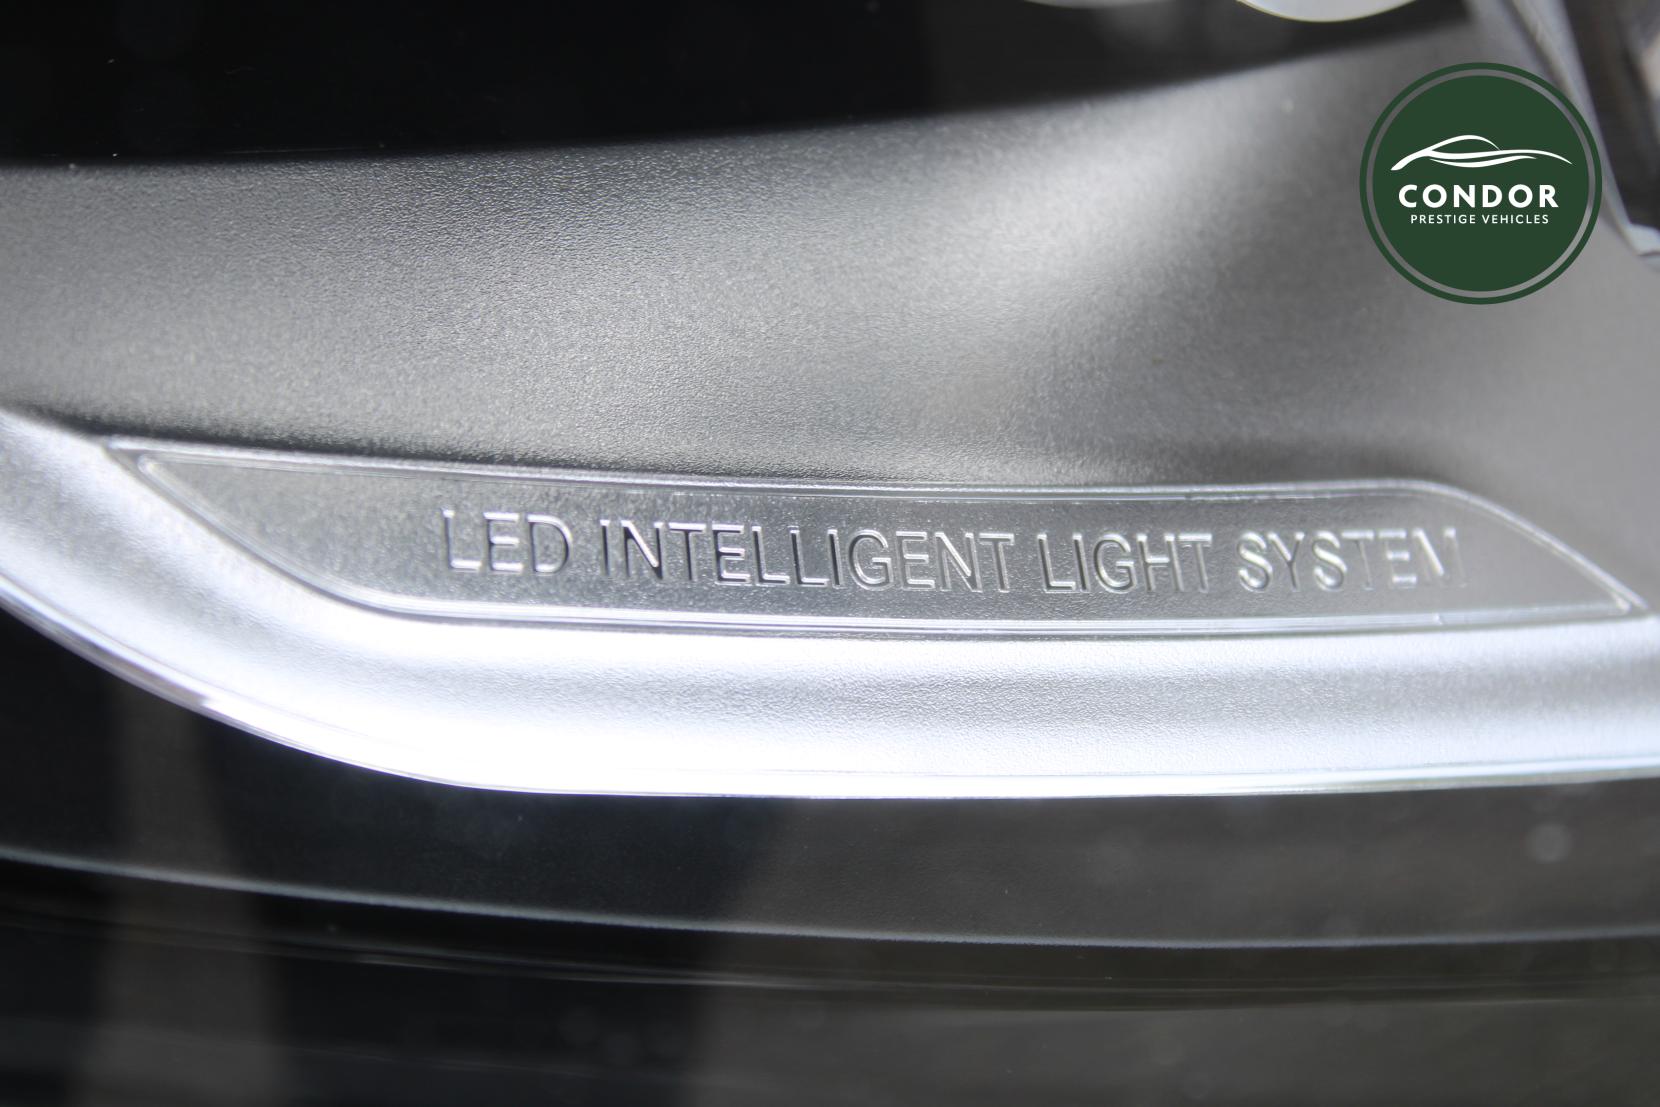 CONDOR
PRESTIGE VEHICLES
LED INTELLIGENT LIGHT SYSTEM